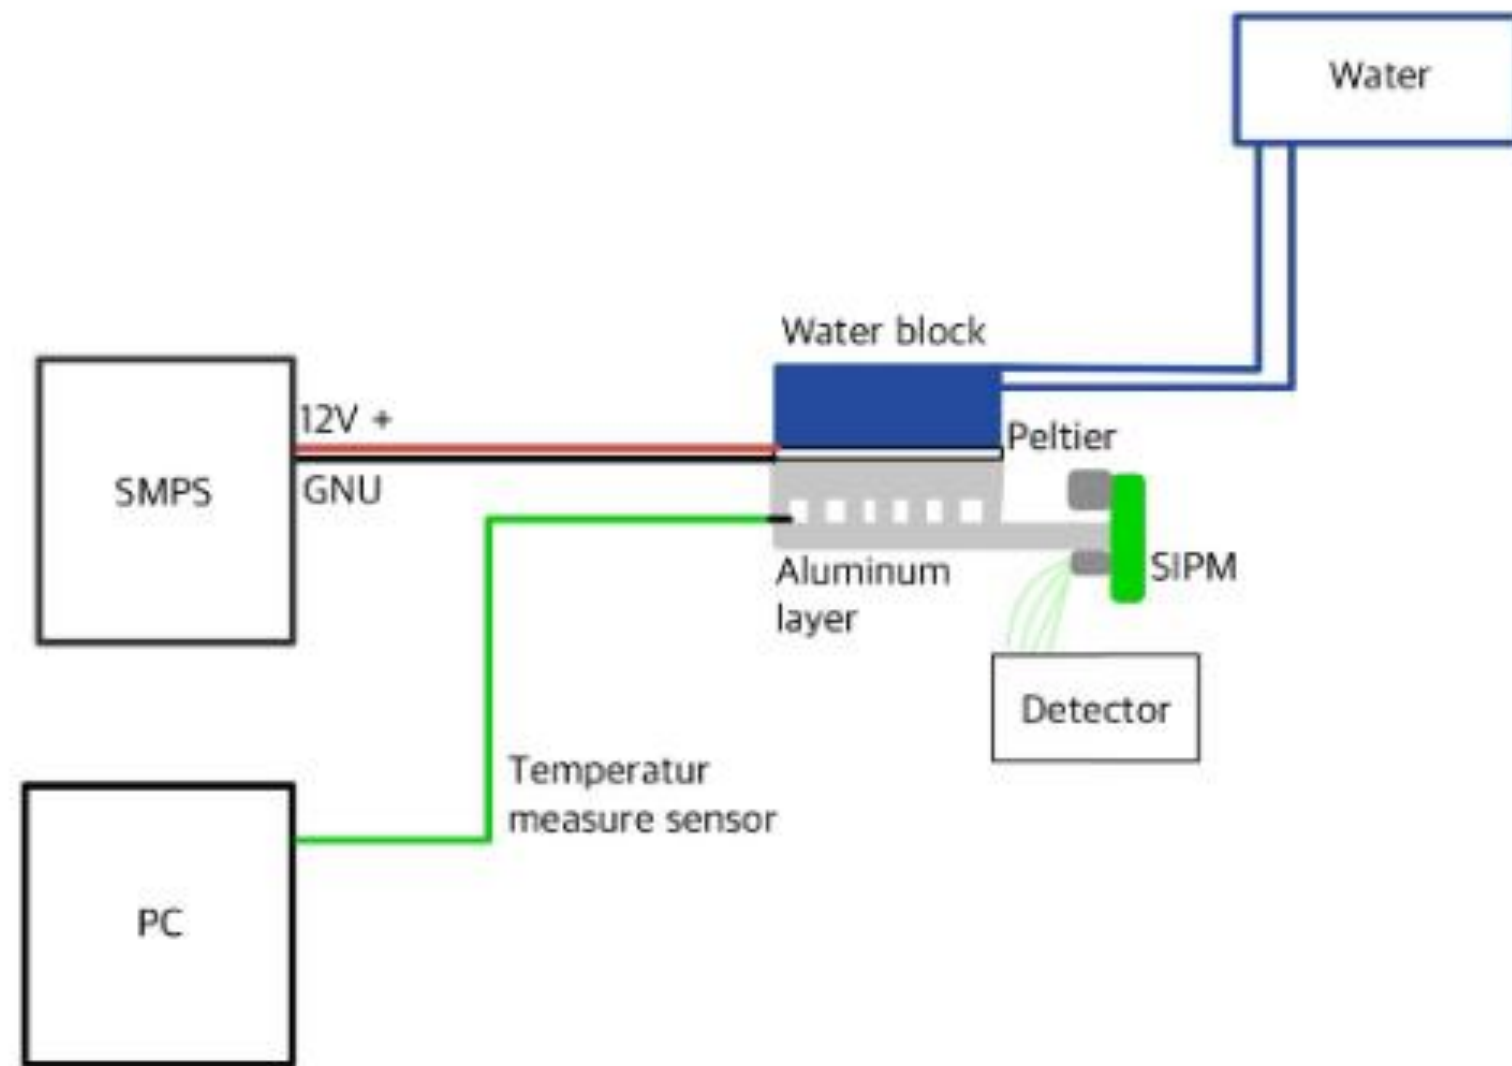 Water
Water block
12V +
Peltier
SMPS
GNU
Aluminum
layer
SIPM
Detector
Temperatur
measure sensor
PC